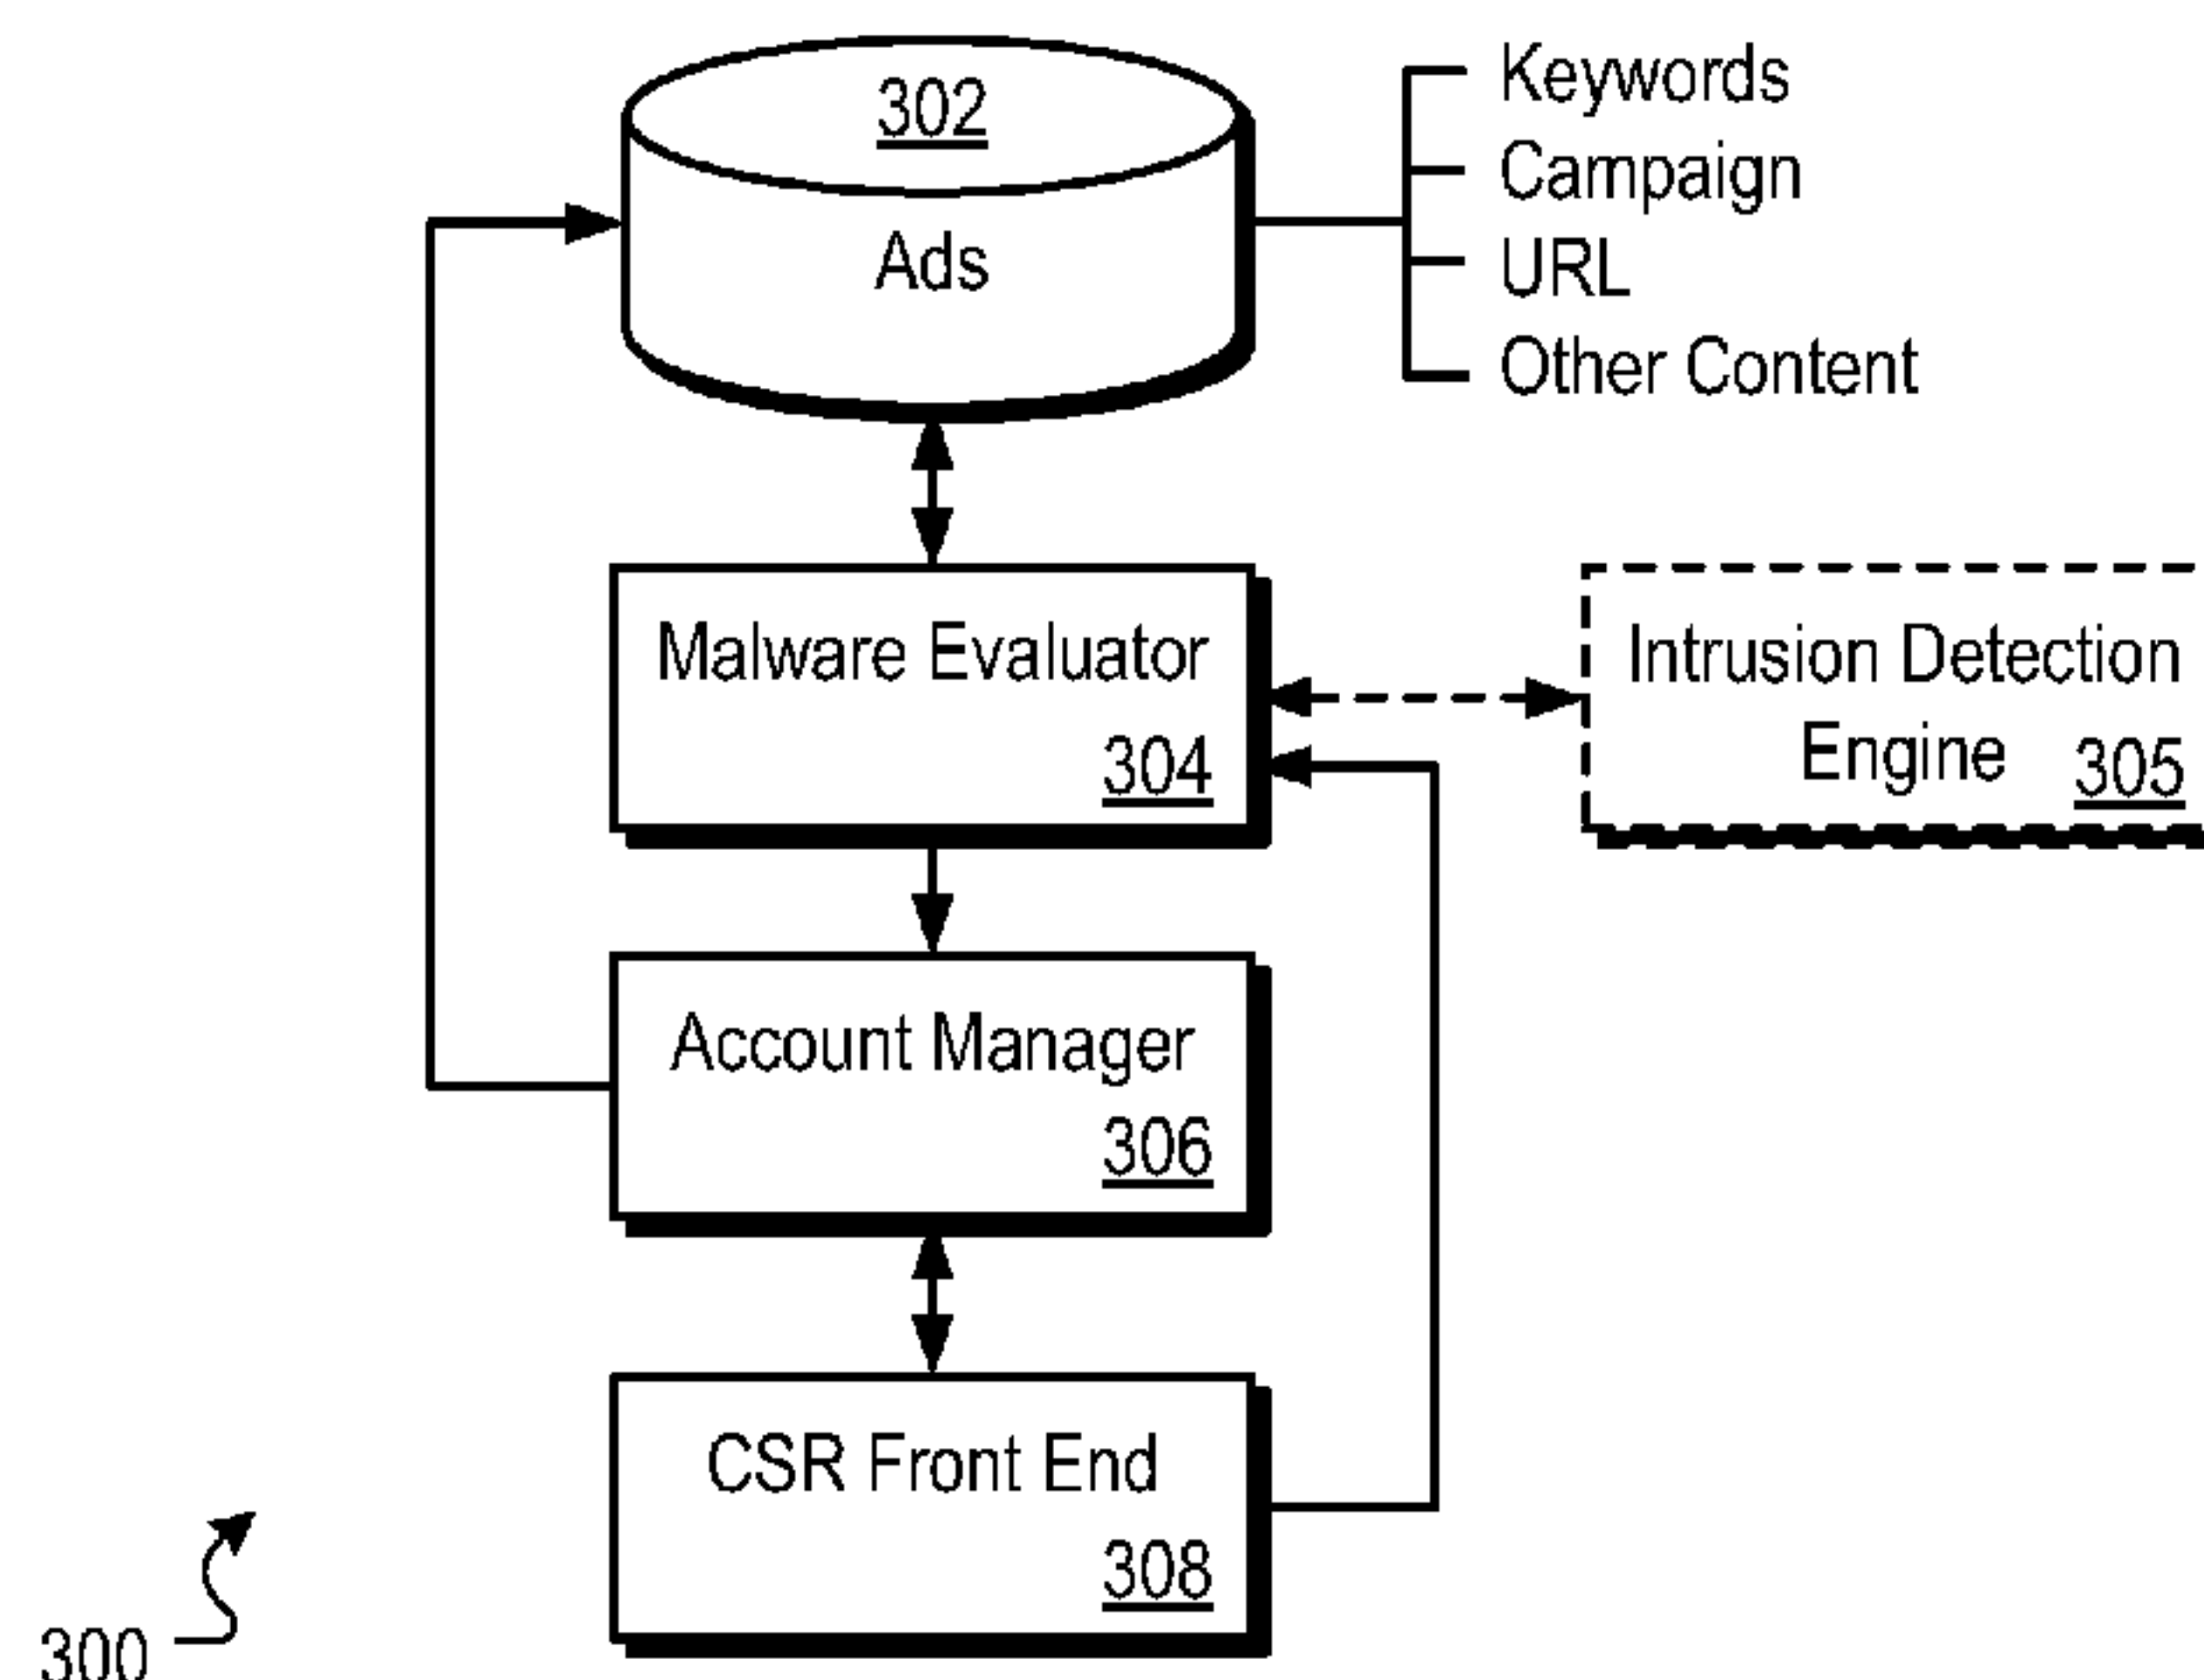 302
Ads
Keywords
Campaign
URL
Other Content
Malware Evaluator
304
Intrusion Detection
Engine 305
Account Manager
306
CSR Front End
308
300